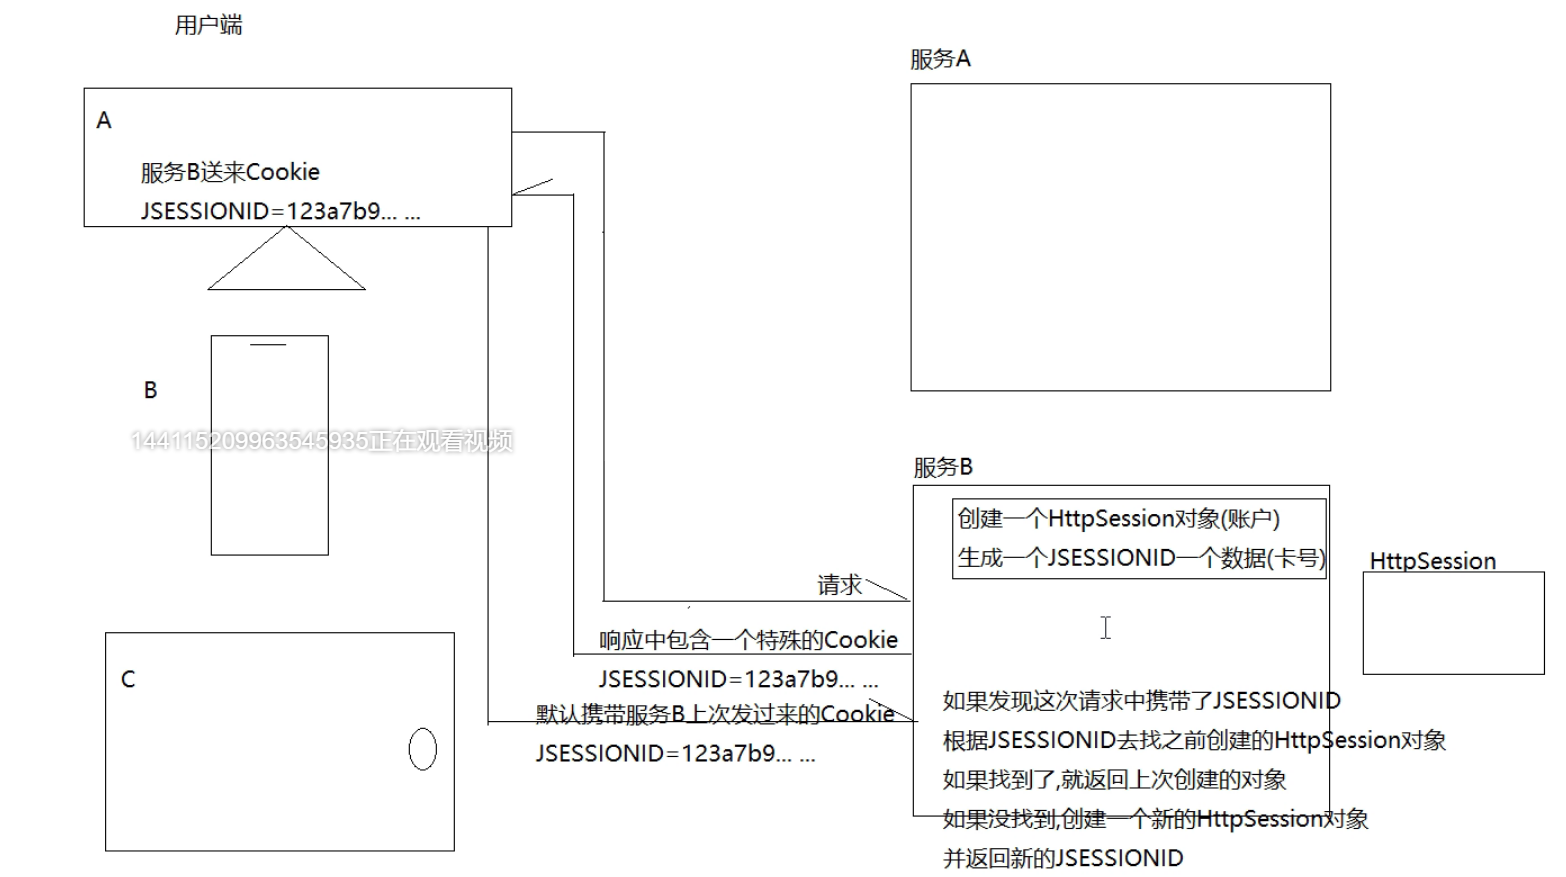 用户端
A
服务B送来Cookie
JSESSIONID=123a7b9... ...
B
144115209963545935正在观看视频
C
服务A
服务B
创建一个HttpSession对象(账户)
生成一个JSESSIONID一个数据(卡号)
HttpSession
请求
响应中包含一个特殊的Cookie
JSESSIONID=123a7b9... ...
默认携带服务B上次发过来的Cookie
JSESSIONID=123a7b9... ...
如果发现这次请求中携带了JSESSIONID
根据JSESSIONID去找之前创建的HttpSession对象
如果找到了,就返回上次创建的对象
如果没找到,创建一个新的HttpSession对象
并返回新的JSESSIONID